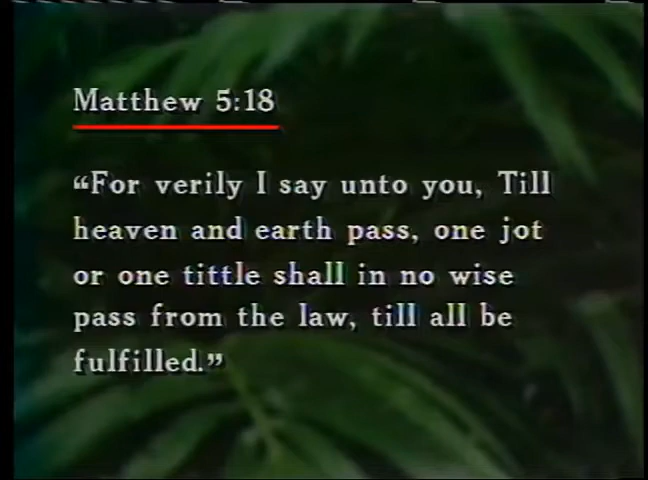 Matthew 5:18
“For verily I say unto you, Till
heaven and earth pass, one jot
or one tittle shall in no wise
pass from the law, till all be
fulfilled.”